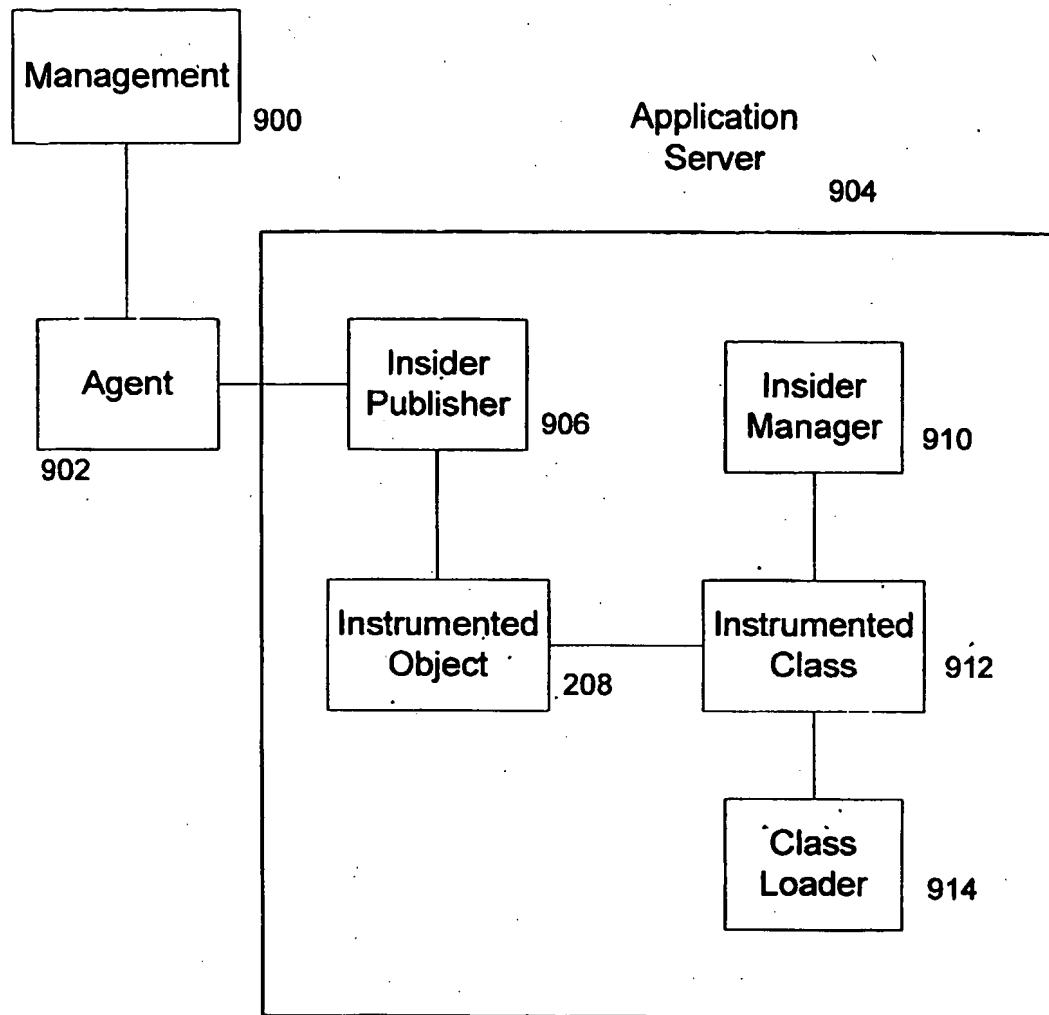 Management
900
Application
Server
904
Agent
902
Insider
Publisher
906
Insider
Manager
910
Instrumented
Object
208
Instrumented
Class
912
Class
Loader
914